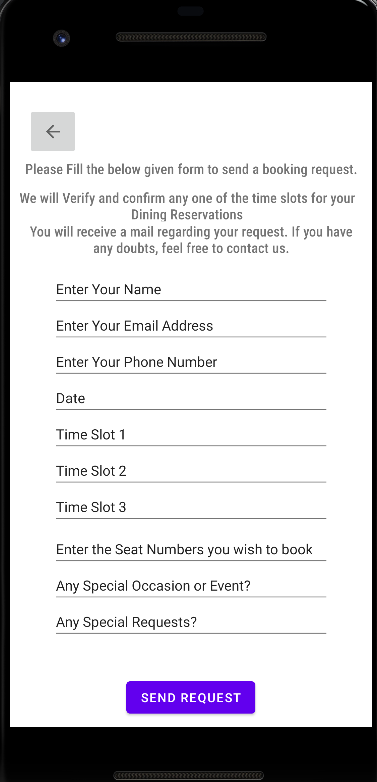 Please Fill the below given form to send a booking request.
We will Verify and confirm any one of the time slots for your
Dining Reservations
You will receive a mail regarding your request. If you have
any doubts, feel free to contact us.
Enter Your Name
Enter Your Email Address
Enter Your Phone Number
Date
Time Slot 1
Time Slot 2
Time Slot 3
Enter the Seat Numbers you wish to book
Any Special Occasion or Event?
Any Special Requests?
SEND REQUEST